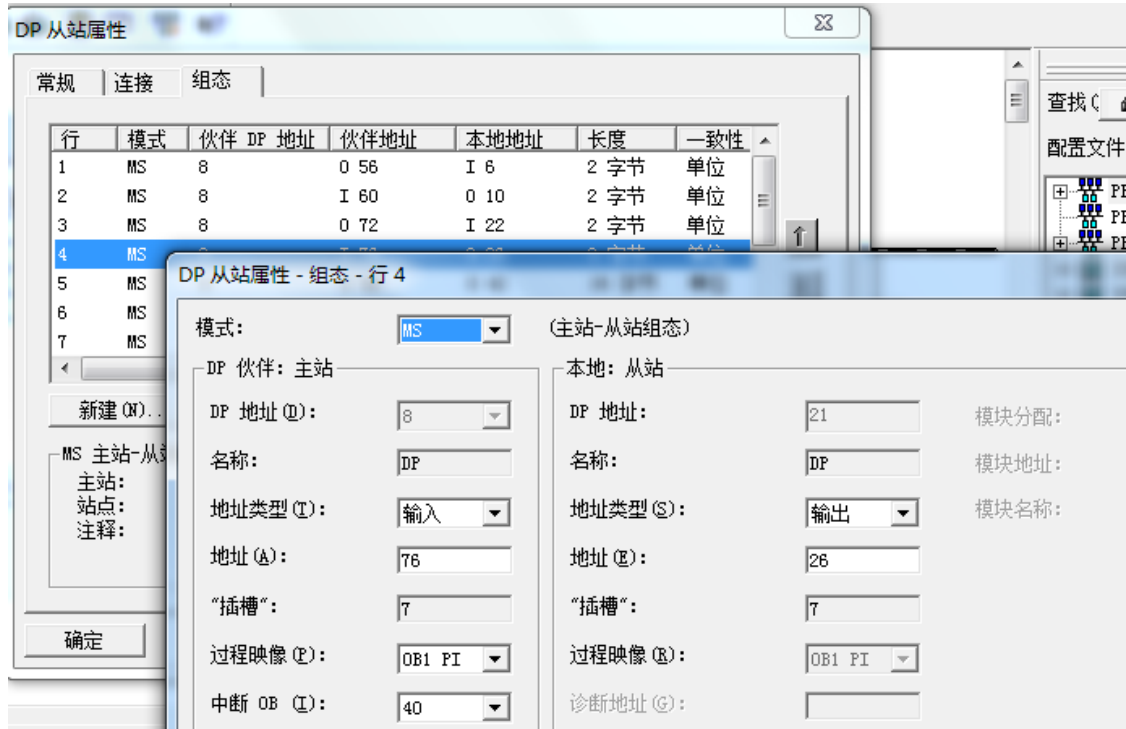 DP 从站属性
常规 连接 组态
查找(
配置文件
行 模式 伙伴 DP 地址 伙伴地址 本地地址 长度 一致性
1 MS 8 O 56 I 6 2 字节 单位
2 MS 8 I 60 O 10 2 字节 单位
3 MS 8 O 72 I 22 2 字节 单位
4 MS
5 MS
6 MS
7 MS
新建(N)..
MS 主站-从
主站:
站点:
注释:
确定
DP 从站属性 - 组态 - 行 4
模式: MS (主站-从站组态)
DP 伙伴: 主站
DP 地址(D): 8
名称: DP
地址类型(T): 输入
地址(A): 76
"插槽": 7
过程映像(P): OB1 PI
中断 OB (I): 40
本地: 从站
DP 地址: 21
名称: DP
地址类型(S): 输出
地址(E): 26
"插槽": 7
过程映像(R): OB1 PI
诊断地址(G):
模块分配:
模块地址:
模块名称: